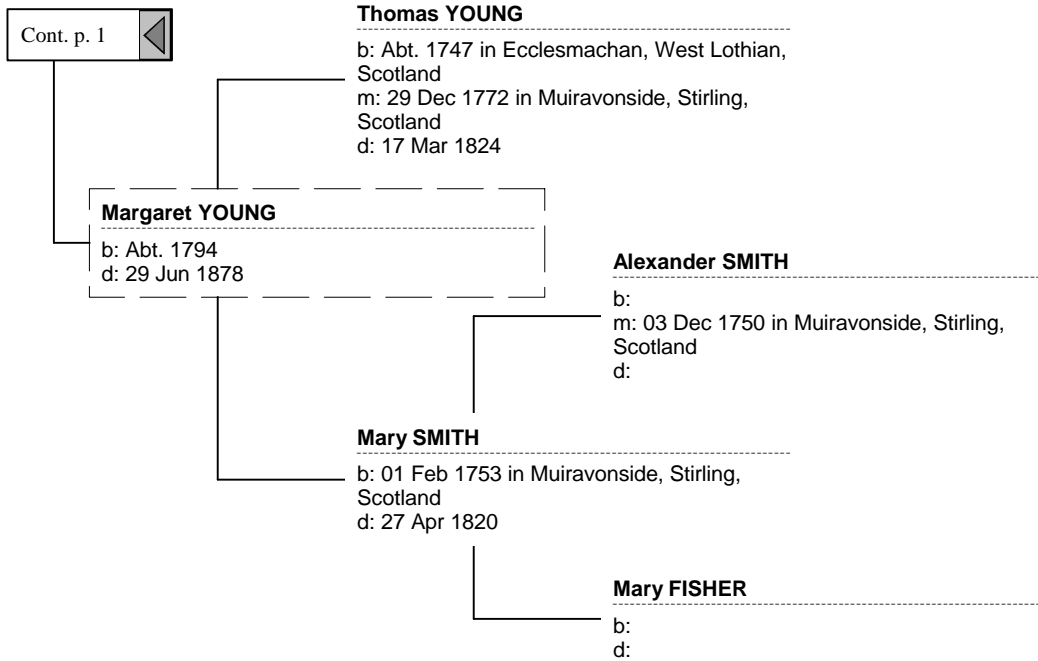 Cont. p. 1
Thomas YOUNG
b: Abt. 1747 in Ecclesmachan, West Lothian,
Scotland
m: 29 Dec 1772 in Muiravonside, Stirling,
Scotland
d: 17 Mar 1824
Margaret YOUNG
b: Abt. 1794
d: 29 Jun 1878
Alexander SMITH
b:
m: 03 Dec 1750 in Muiravonside, Stirling,
Scotland
d:
Mary SMITH
b: 01 Feb 1753 in Muiravonside, Stirling,
Scotland
d: 27 Apr 1820
Mary FISHER
b:
d: